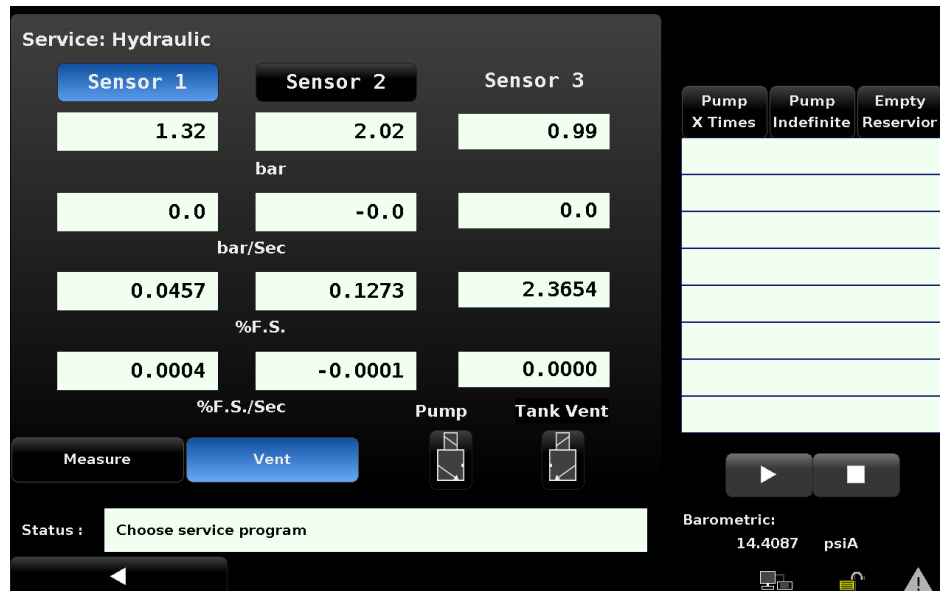 Service: Hydraulic
Sensor 1 Sensor 2 Sensor 3
1.32 2.02 0.99
bar
0.0 -0.0 0.0
bar/Sec
0.0457 0.1273 2.3654
%F.S.
0.0004 -0.0001 0.0000
%F.S./Sec
Pump Tank Vent
Measure Vent
Status : Choose service program
Pump X Times
Pump Indefinite
Empty Reservior
Barometric:
14.4087 psiA